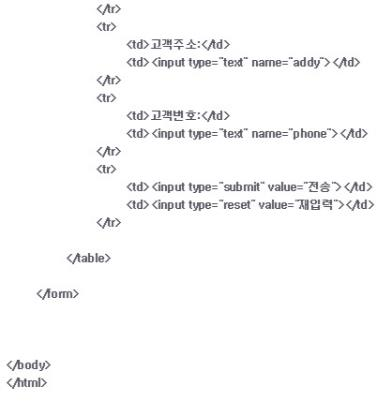 </tr>
<tr>
<td>고객주소:</td>
<td><input type="text" name="addy"></td>
</tr>
<tr>
<td>고객번호:</td>
<td><input type="text" name="phone"></td>
</tr>
<tr>
<td><input type="submit" value="전송"></td>
<td><input type="reset" value="재입력"></td>
</tr>
</table>
</form>
</body>
</html>